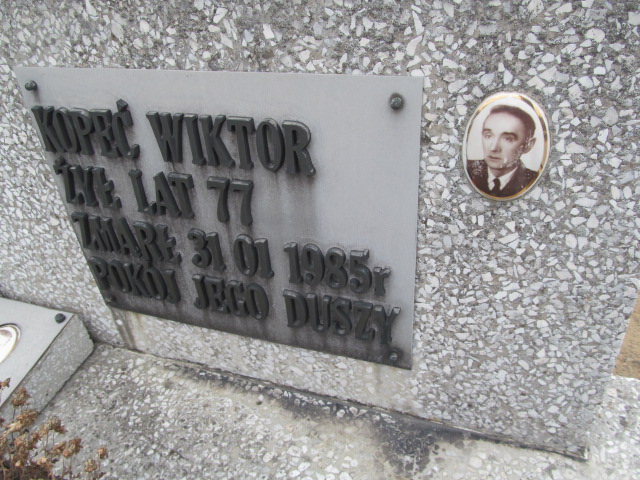 KOPEĆ WIKTOR
ŻYŁ LAT 77
ZMARŁ 31 01 1985r
POKÓJ JEGO DUSZY